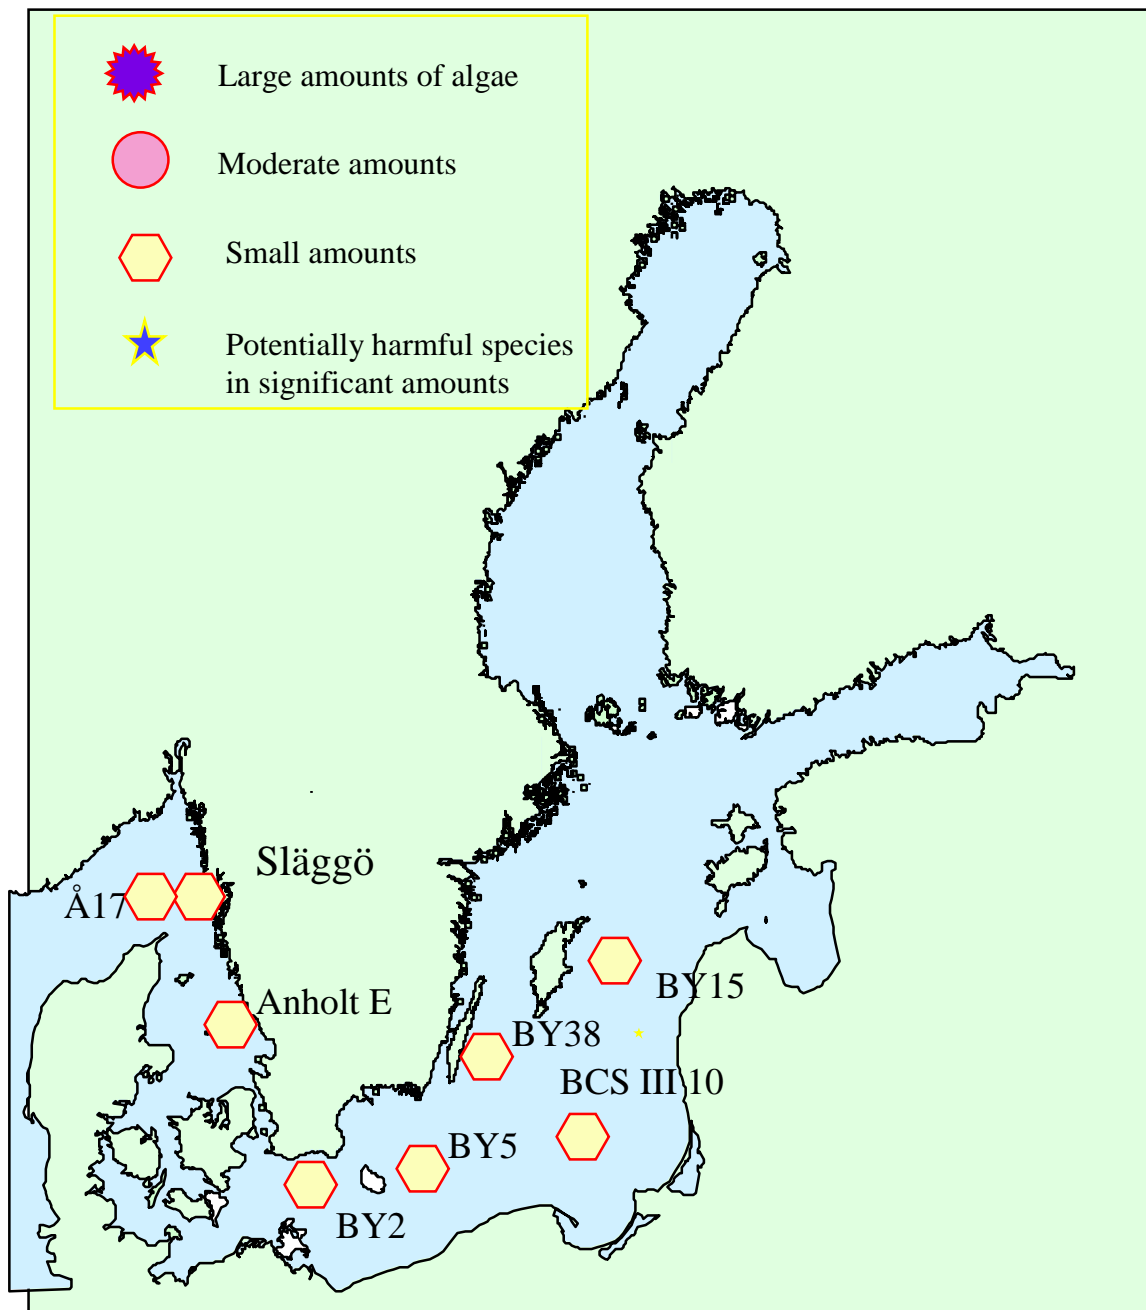 Large amounts of algae
Moderate amounts
Small amounts
Potentially harmful species
in significant amounts
Släggö
Å17
Anholt E
BY15
BY38
BCS III 10
BY5
BY2